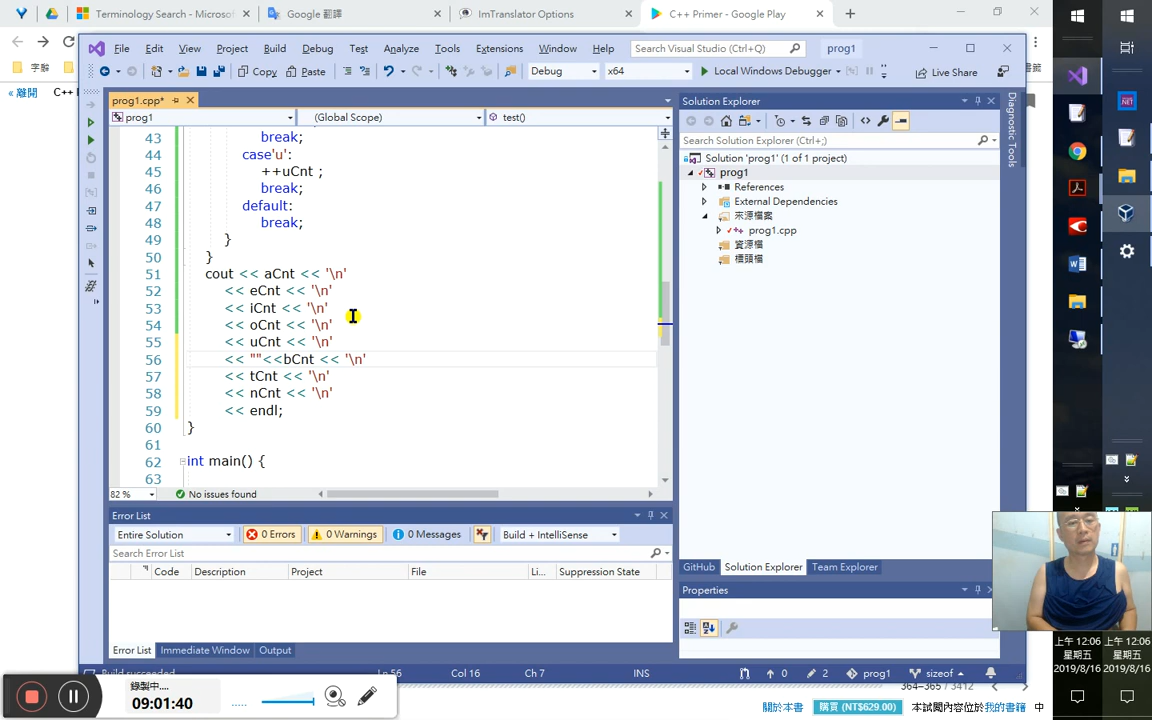 Terminology Search - Microsof
Google 翻譯
ImTranslator Options
C++ Primer - Google Play
File Edit View Project Build Debug Test Analyze Tools Extensions Window Help
Search Visual Studio (Ctrl+Q)
prog1
Copy Paste
Debug
x64
Local Windows Debugger
Live Share
字辭
« 離開
C++
prog1.cpp*
prog1
(Global Scope)
test()
43 break;
44 case'u':
45 ++uCnt ;
46 break;
47 default:
48 break;
49 }
50 }
51 cout << aCnt << '\n'
52 << eCnt << '\n'
53 << iCnt << '\n'
54 << oCnt << '\n'
55 << uCnt << '\n'
56 << ""<<bCnt << '\n'
57 << tCnt << '\n'
58 << nCnt << '\n'
59 << endl;
60 }
61
62 int main() {
63
82 %
No issues found
Solution Explorer
Search Solution Explorer (Ctrl+;)
Solution 'prog1' (1 of 1 project)
prog1
References
External Dependencies
來源檔案
prog1.cpp
資源檔
標頭檔
Diagnostic Tools
Error List
Entire Solution
0 Errors
0 Warnings
0 Messages
Build + IntelliSense
Search Error List
Code Description Project File Li... Suppression State
Error List Immediate Window Output
GitHub Solution Explorer Team Explorer
Properties
Build succeeded
Ln 56 Col 16 Ch 7 INS
0 2 prog1 sizeof
錄製中....
09:01:40
364–365 / 3412
關於本書
購買 (NT$629.00)
本試閱內容位於我的書籍 中
上午 12:06
星期五
2019/8/16
上午 12:06
星期五
2019/8/16